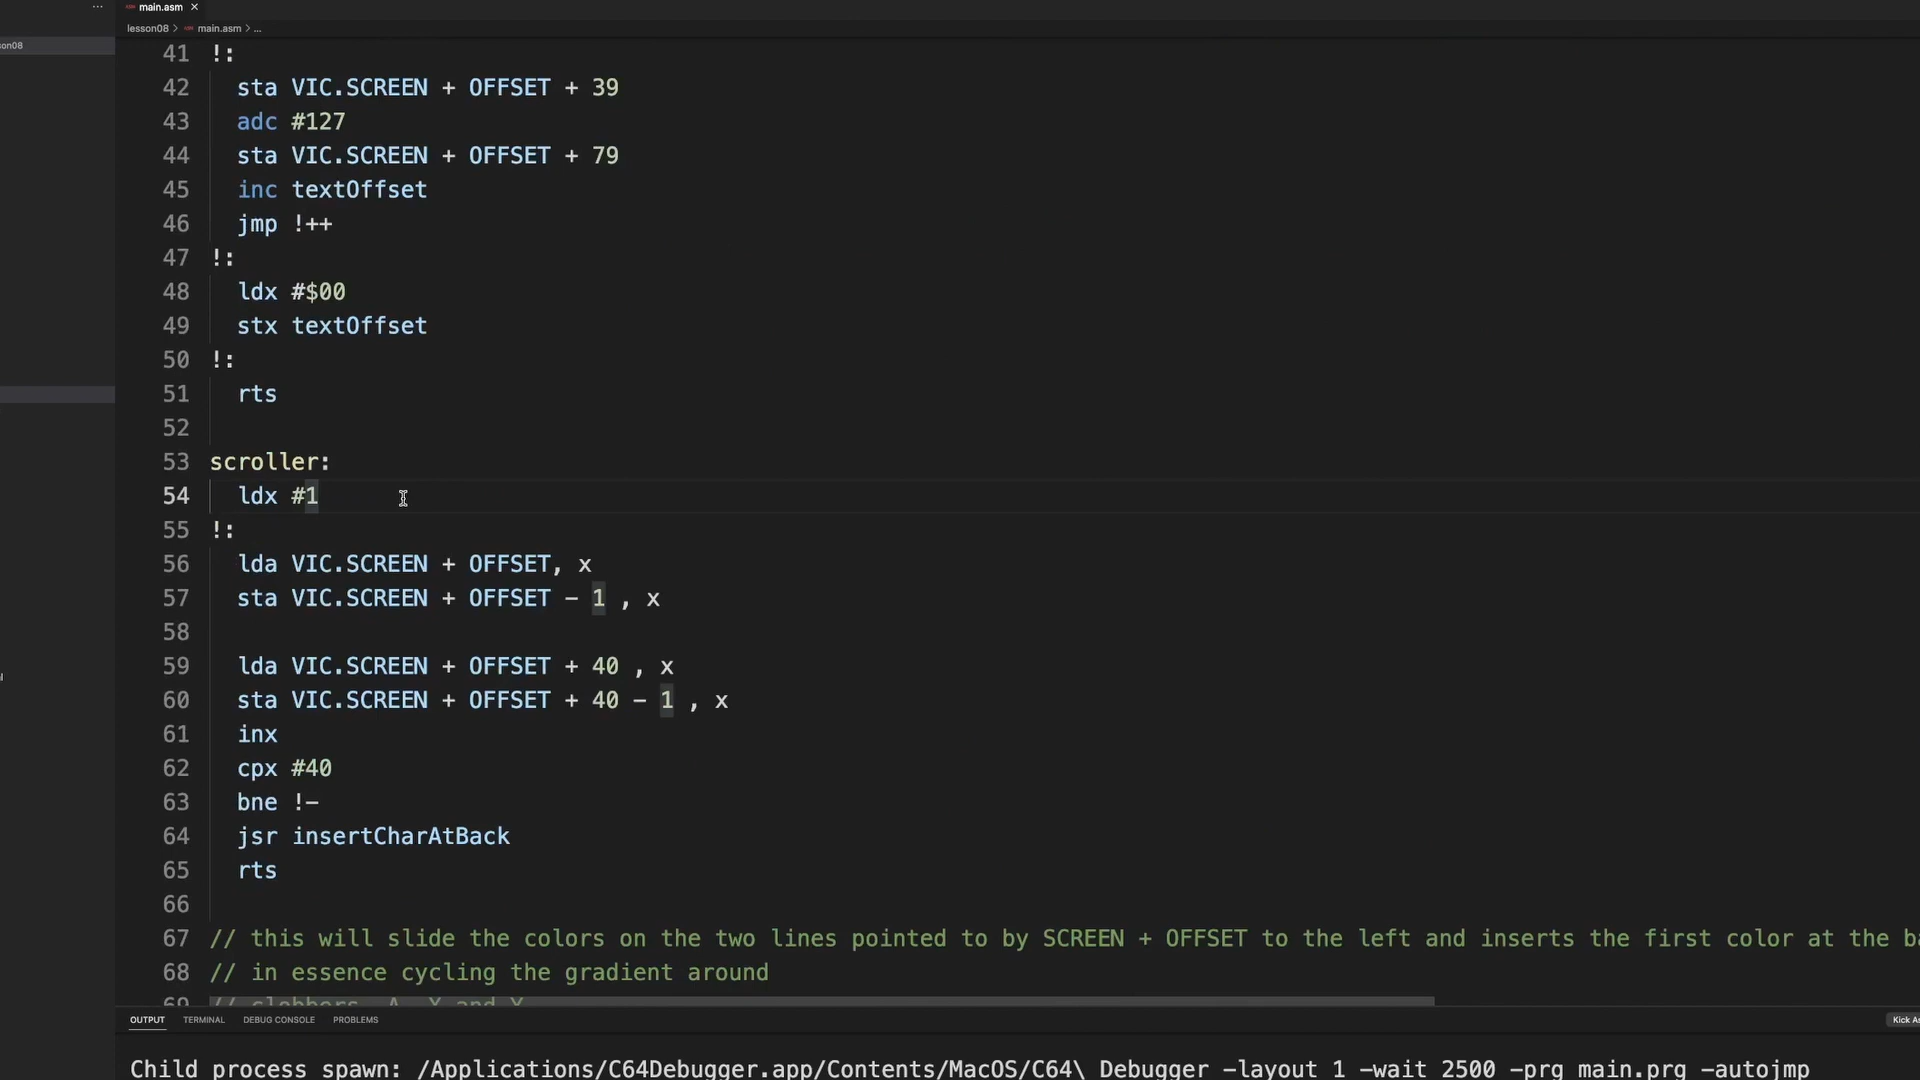 main.asm
lesson08 > main.asm > ...
son08
41 !:
42 sta VIC.SCREEN + OFFSET + 39
43 adc #127
44 sta VIC.SCREEN + OFFSET + 79
45 inc textOffset
46 jmp !++
47 !:
48 ldx #$00
49 stx textOffset
50 !:
51 rts
52
53 scroller:
54 ldx #1
55 !:
56 lda VIC.SCREEN + OFFSET, x
57 sta VIC.SCREEN + OFFSET - 1 , x
58
59 lda VIC.SCREEN + OFFSET + 40 , x
60 sta VIC.SCREEN + OFFSET + 40 - 1 , x
61 inx
62 cpx #40
63 bne !-
64 jsr insertCharAtBack
65 rts
66
67 // this will slide the colors on the two lines pointed to by SCREEN + OFFSET to the left and inserts the first color at the ba
68 // in essence cycling the gradient around
69 // clobbers A, X and Y
OUTPUT TERMINAL DEBUG CONSOLE PROBLEMS
Kick As
Child process spawn: /Applications/C64Debugger.app/Contents/MacOS/C64\ Debugger -layout 1 -wait 2500 -prg main.prg -autojmp